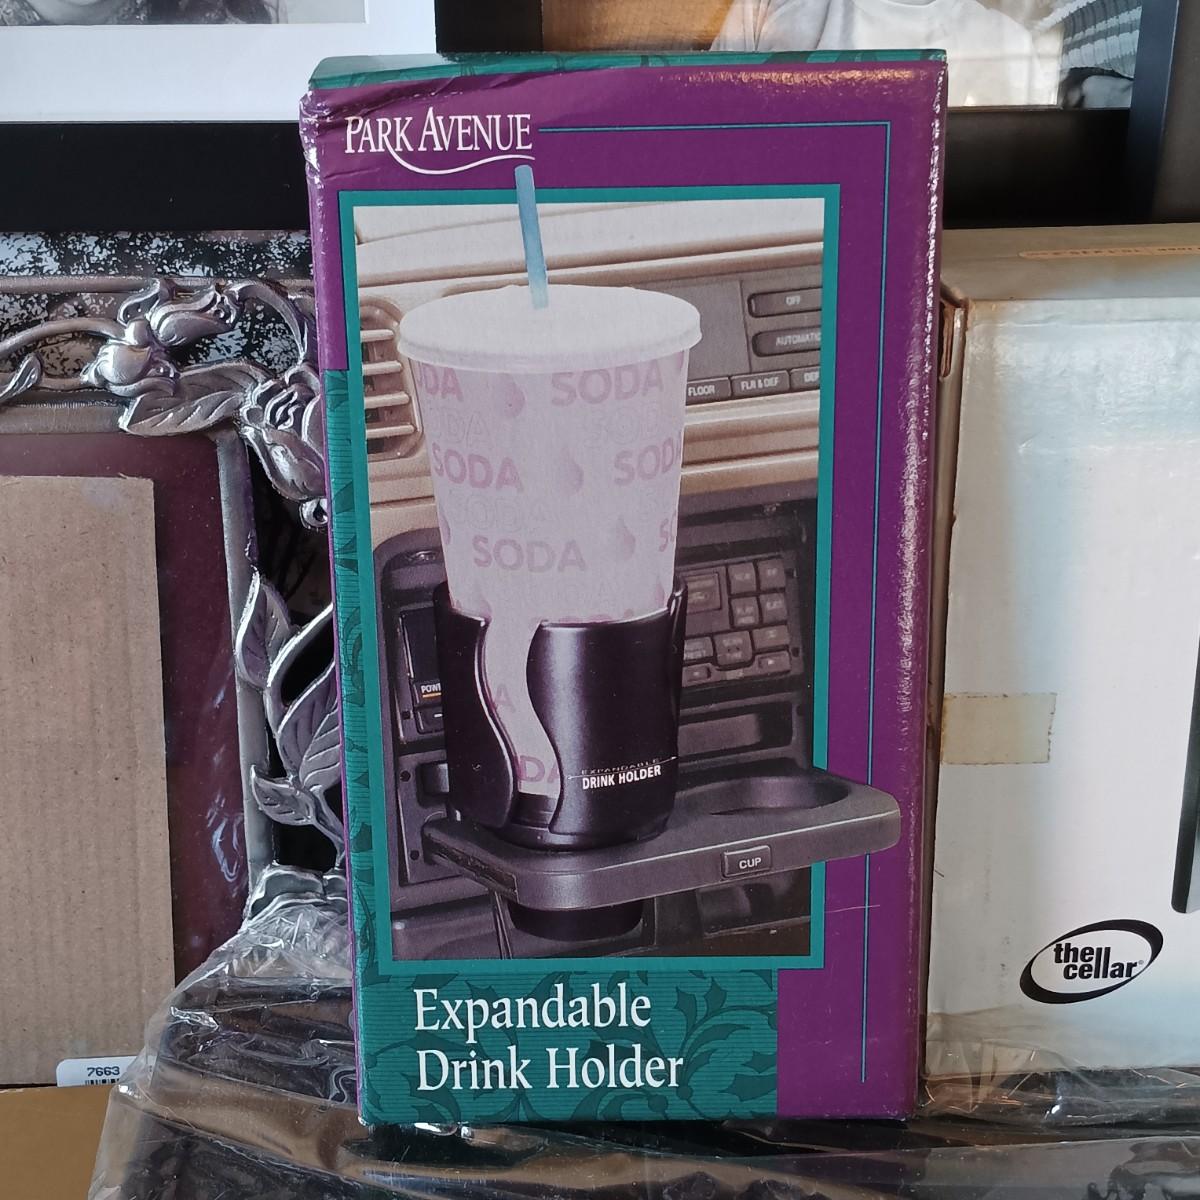 PARK AVENUE
OFF
AUTOMATIC
FLOOR
FLR & DEF
DEF
SODA
SODA
SODA
SODA
SODA
POWER
EXPANDABLE
DRINK HOLDER
CUP
Expandable
Drink Holder
the
cellar
7663